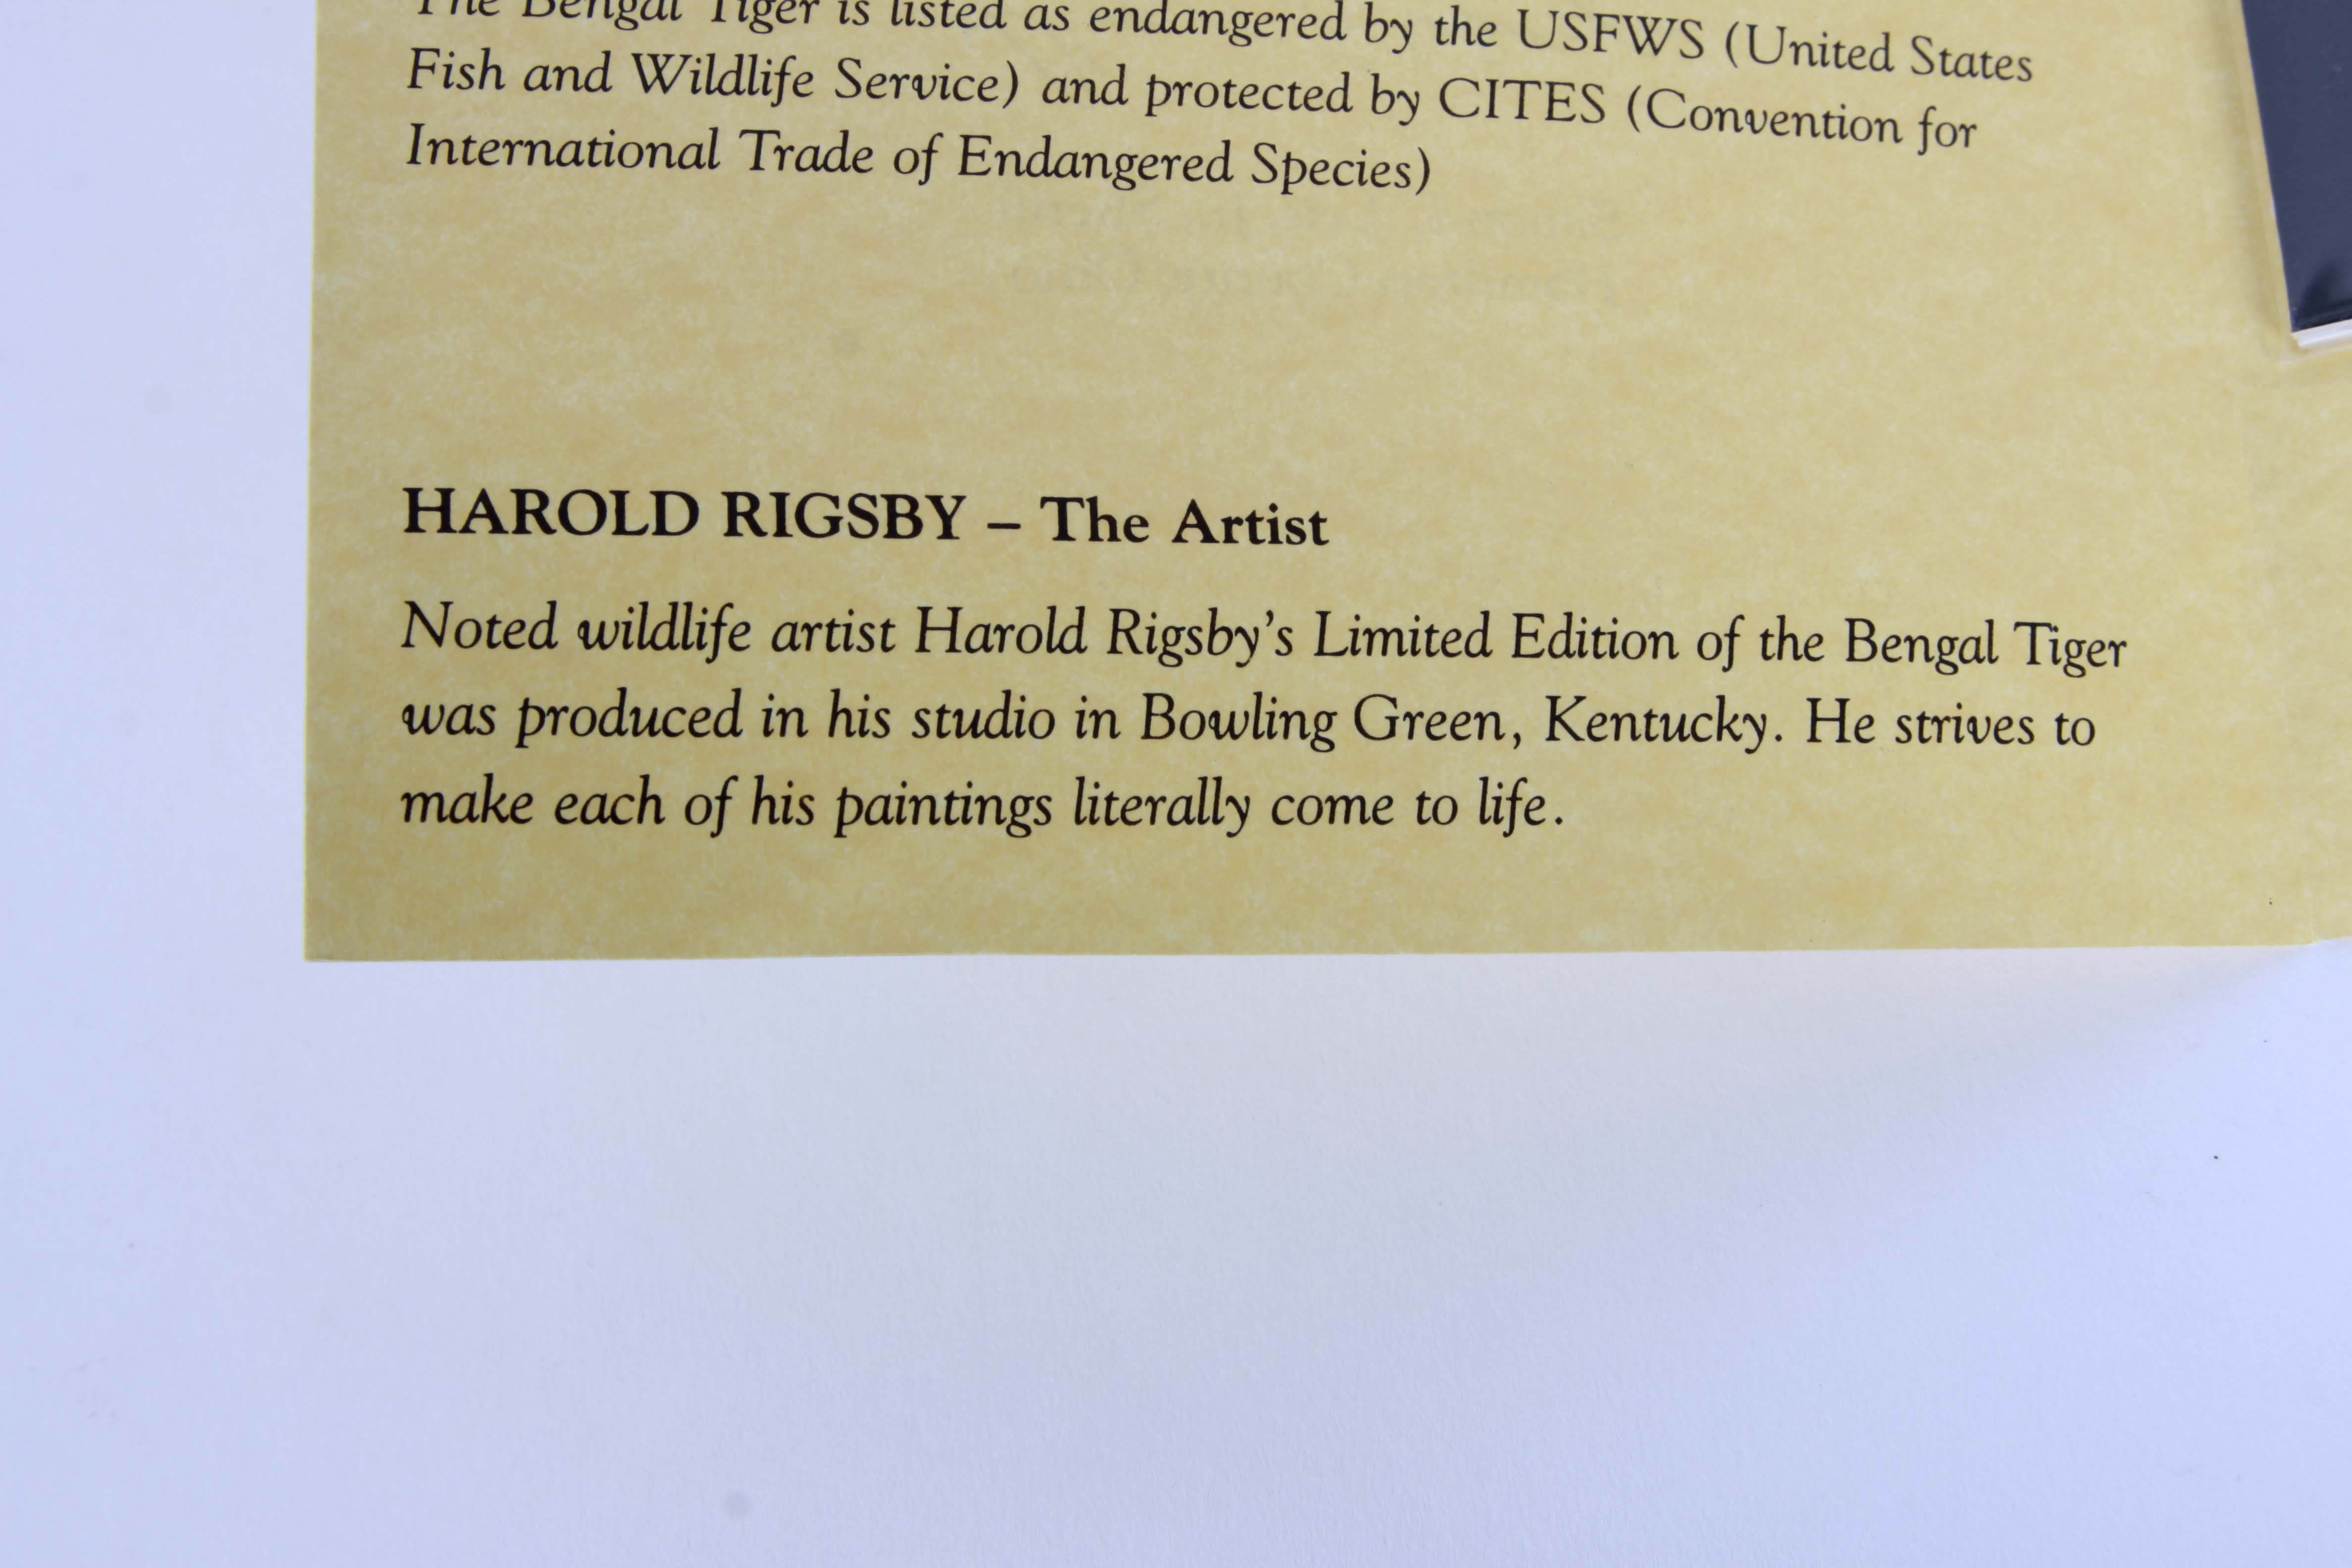 The Bengal Tiger is listed as endangered by the USFWS (United States
Fish and Wildlife Service) and protected by CITES (Convention for
International Trade of Endangered Species)
HAROLD RIGSBY – The Artist
Noted wildlife artist Harold Rigsby’s Limited Edition of the Bengal Tiger
was produced in his studio in Bowling Green, Kentucky. He strives to
make each of his paintings literally come to life.